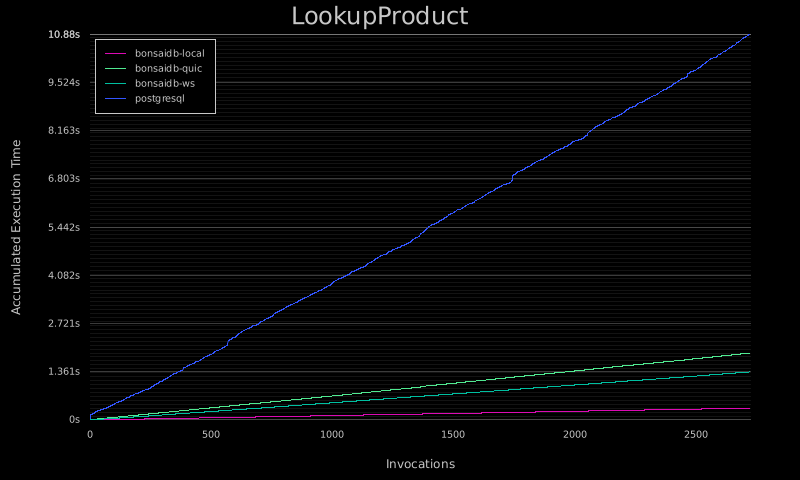 LookupProduct
10.88s
9.524s
8.163s
6.803s
5.442s
4.082s
2.721s
1.361s
0s
bonsaidb-local
bonsaidb-quic
bonsaidb-ws
postgresql
Accumulated Execution Time
0 500 1000 1500 2000 2500
Invocations